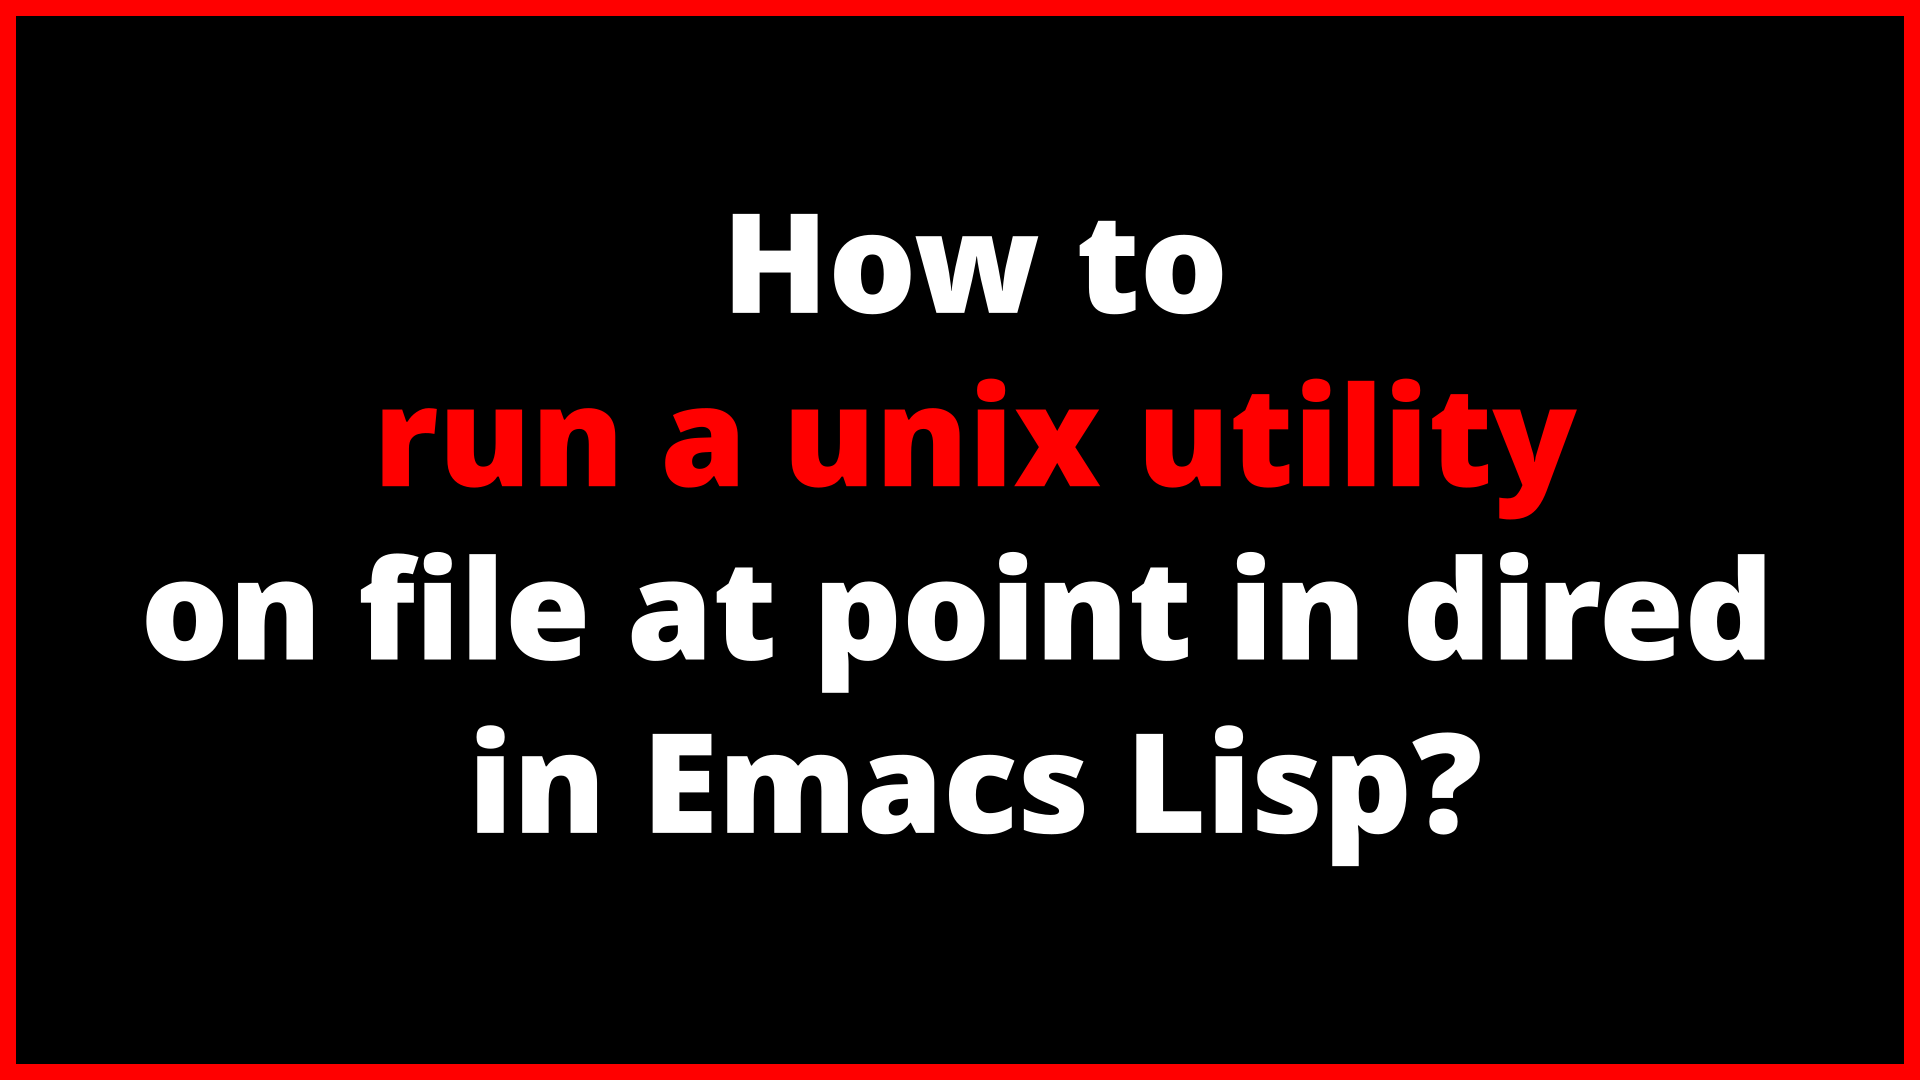 How to
run a unix utility
on file at point in dired
in Emacs Lisp?